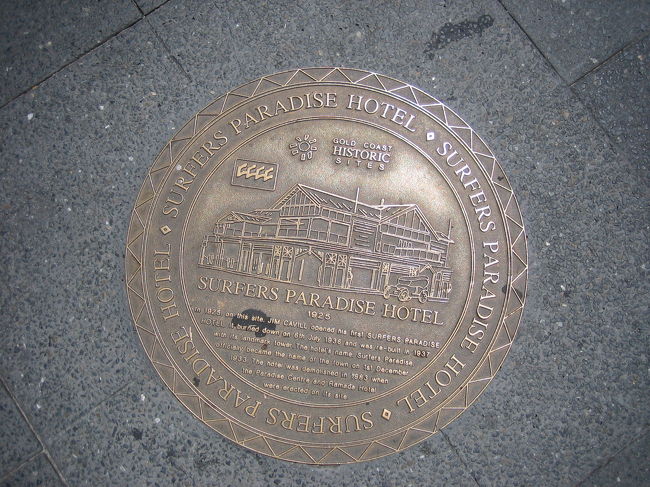 SURFERS PARADISE HOTEL ♦ SURFERS PARADISE HOTEL ♦ SURFERS PARADISE HOTEL ♦
GOLD COAST
HISTORIC
SITES
SURFERS PARADISE HOTEL
1925
In 1925, on this site, JIM CAVILL opened his first SURFERS PARADISE
HOTEL. It burned down on 6th July 1936 and was re-built in 1937
with its landmark tower. The hotel's name, Surfers Paradise
officially became the name of the town on 1st December
1933. The hotel was demolished in 1983 when
the Paradise Centre and Ramada Hotel
were erected on its site